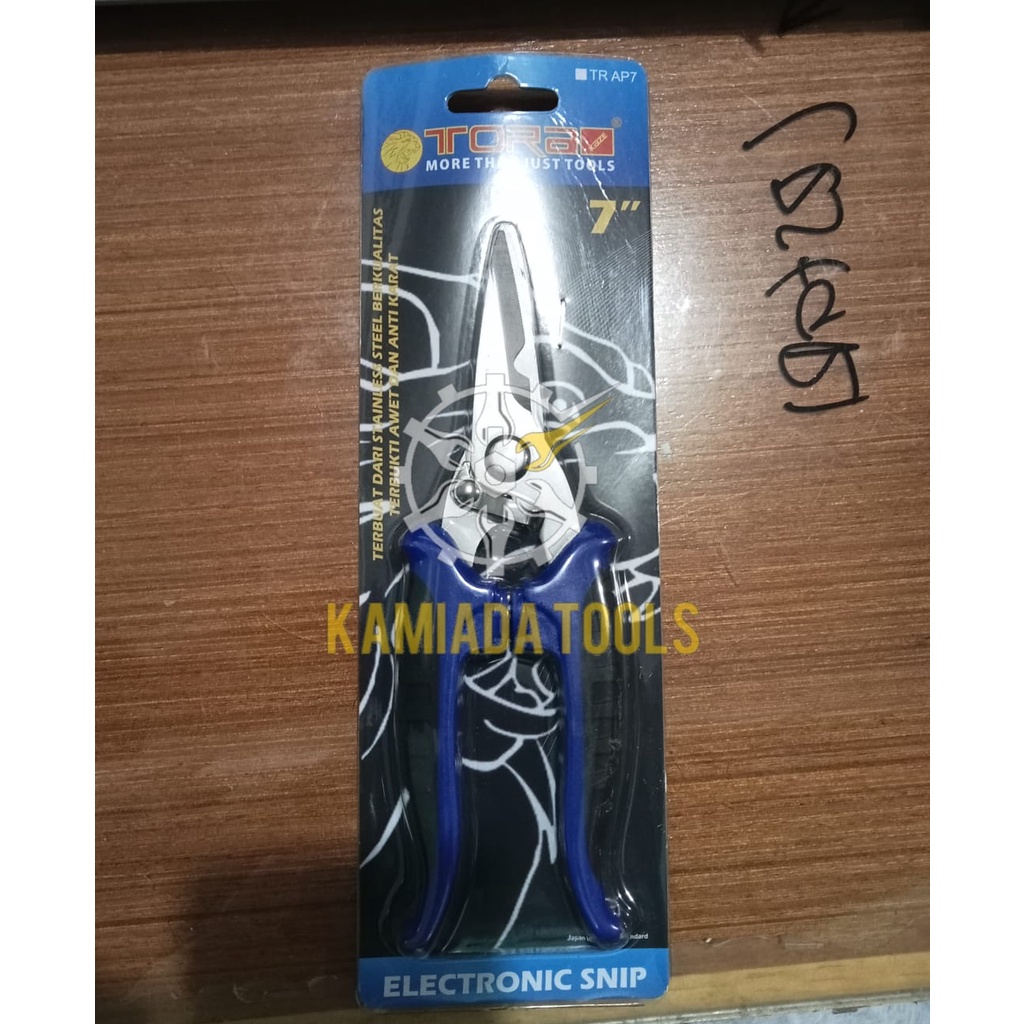 TR AP7
TORA
MORE THAN JUST TOOLS
7"
TERBUAT DARI STAINLESS STEEL BERKUALITAS
TERBUKTI AWET DAN ANTI KARAT
KAMIADA TOOLS
Japan
ELECTRONIC SNIP